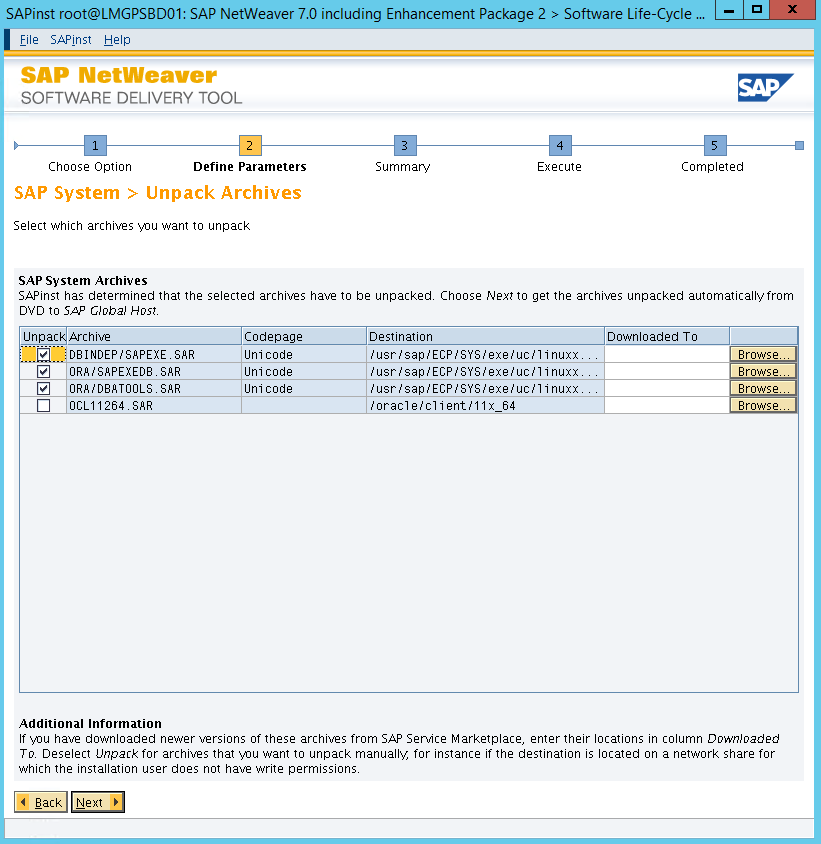 SAPinst root@LMGPSBD01: SAP NetWeaver 7.0 including Enhancement Package 2 > Software Life-Cycle ...
File SAPinst Help
SAP NetWeaver
SOFTWARE DELIVERY TOOL
SAP
1 2 3 4 5
Choose Option Define Parameters Summary Execute Completed
SAP System > Unpack Archives
Select which archives you want to unpack
SAP System Archives
SAPinst has determined that the selected archives have to be unpacked. Choose Next to get the archives unpacked automatically from
DVD to SAP Global Host.
Unpack Archive Codepage Destination Downloaded To
DBINDEP/SAPEXE.SAR Unicode /usr/sap/ECP/SYS/exe/uc/linuxx... Browse...
ORA/SAPEXEDB.SAR Unicode /usr/sap/ECP/SYS/exe/uc/linuxx... Browse...
ORA/DBATOOLS.SAR Unicode /usr/sap/ECP/SYS/exe/uc/linuxx... Browse...
OCL11264.SAR /oracle/client/11x_64 Browse...
Additional Information
If you have downloaded newer versions of these archives from SAP Service Marketplace, enter their locations in column Downloaded
To. Deselect Unpack for archives that you want to unpack manually; for instance if the destination is located on a network share for
which the installation user does not have write permissions.
Back Next